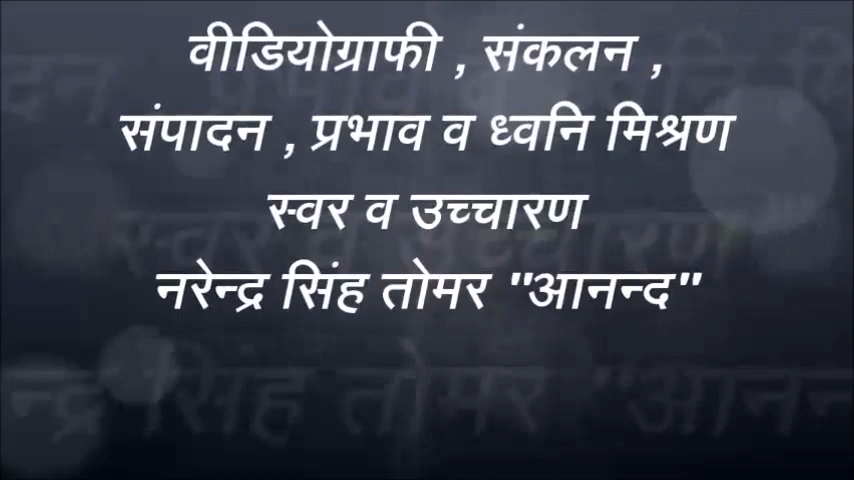 वीडियोग्राफी , संकलन ,
संपादन , प्रभाव व ध्वनि मिश्रण
स्वर व उच्चारण
नरेन्द्र सिंह तोमर "आनन्द"